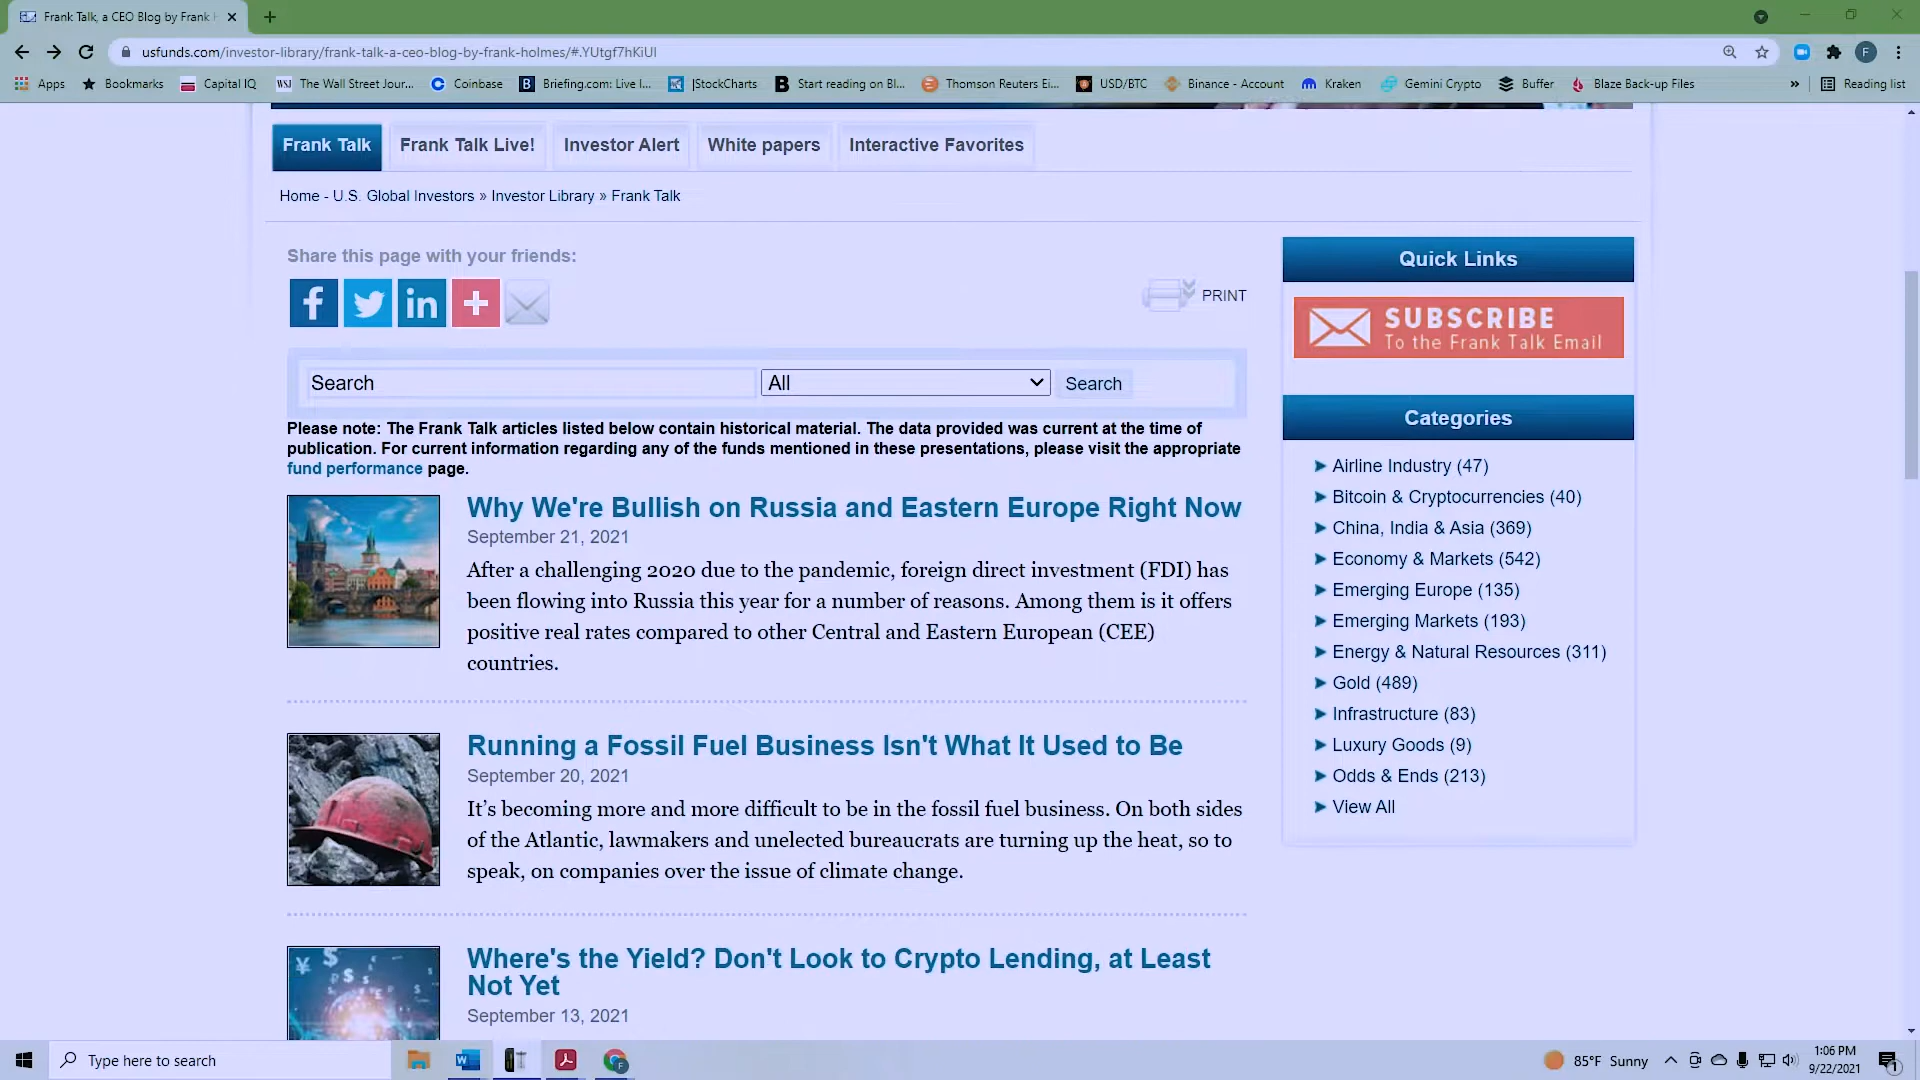 Frank Talk, a CEO Blog by Frank H
usfunds.com/investor-library/frank-talk-a-ceo-blog-by-frank-holmes/#.YUtgf7hKiUl
F
Apps
Bookmarks
Capital IQ
WSJ
The Wall Street Jour...
Coinbase
Briefing.com: Live I...
|StockCharts
Start reading on Bl...
Thomson Reuters Ei...
USD/BTC
Binance - Account
Kraken
Gemini Crypto
Buffer
Blaze Back-up Files
»
Reading list
Frank Talk
Frank Talk Live!
Investor Alert
White papers
Interactive Favorites
Home - U.S. Global Investors » Investor Library » Frank Talk
Share this page with your friends:
PRINT
Search
All
Search
Please note: The Frank Talk articles listed below contain historical material. The data provided was current at the time of
publication. For current information regarding any of the funds mentioned in these presentations, please visit the appropriate
fund performance page.
Why We're Bullish on Russia and Eastern Europe Right Now
September 21, 2021
After a challenging 2020 due to the pandemic, foreign direct investment (FDI) has
been flowing into Russia this year for a number of reasons. Among them is it offers
positive real rates compared to other Central and Eastern European (CEE)
countries.
Running a Fossil Fuel Business Isn't What It Used to Be
September 20, 2021
It's becoming more and more difficult to be in the fossil fuel business. On both sides
of the Atlantic, lawmakers and unelected bureaucrats are turning up the heat, so to
speak, on companies over the issue of climate change.
Where's the Yield? Don't Look to Crypto Lending, at Least
Not Yet
September 13, 2021
Quick Links
SUBSCRIBE
To the Frank Talk Email
Categories
Airline Industry (47)
Bitcoin & Cryptocurrencies (40)
China, India & Asia (369)
Economy & Markets (542)
Emerging Europe (135)
Emerging Markets (193)
Energy & Natural Resources (311)
Gold (489)
Infrastructure (83)
Luxury Goods (9)
Odds & Ends (213)
View All
Type here to search
85°F Sunny
1:06 PM
9/22/2021
1